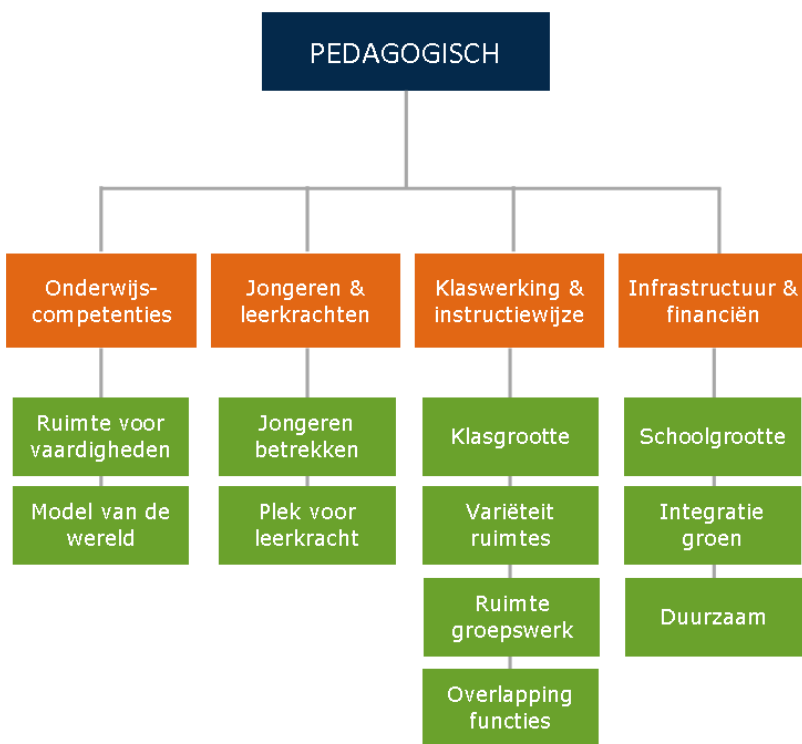 PEDAGOGISCH
Onderwijs-
competenties
Jongeren &
leerkrachten
Klaswerking &
instructiewijze
Infrastructuur &
financiën
Ruimte voor
vaardigheden
Model van de
wereld
Jongeren
betrekken
Plek voor
leerkracht
Klasgrootte
Variëteit
ruimtes
Ruimte
groepswerk
Overlapping
functies
Schoolgrootte
Integratie
groen
Duurzaam